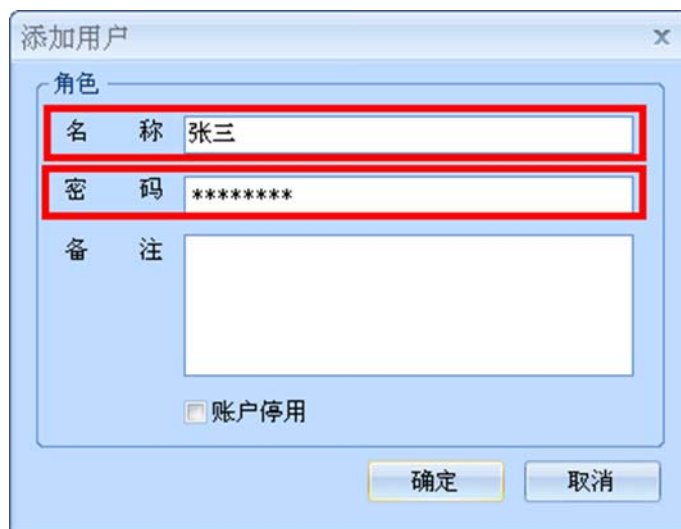 添加用户
角色
名 称 张三
密 码 ********
备 注
账户停用
确定 取消